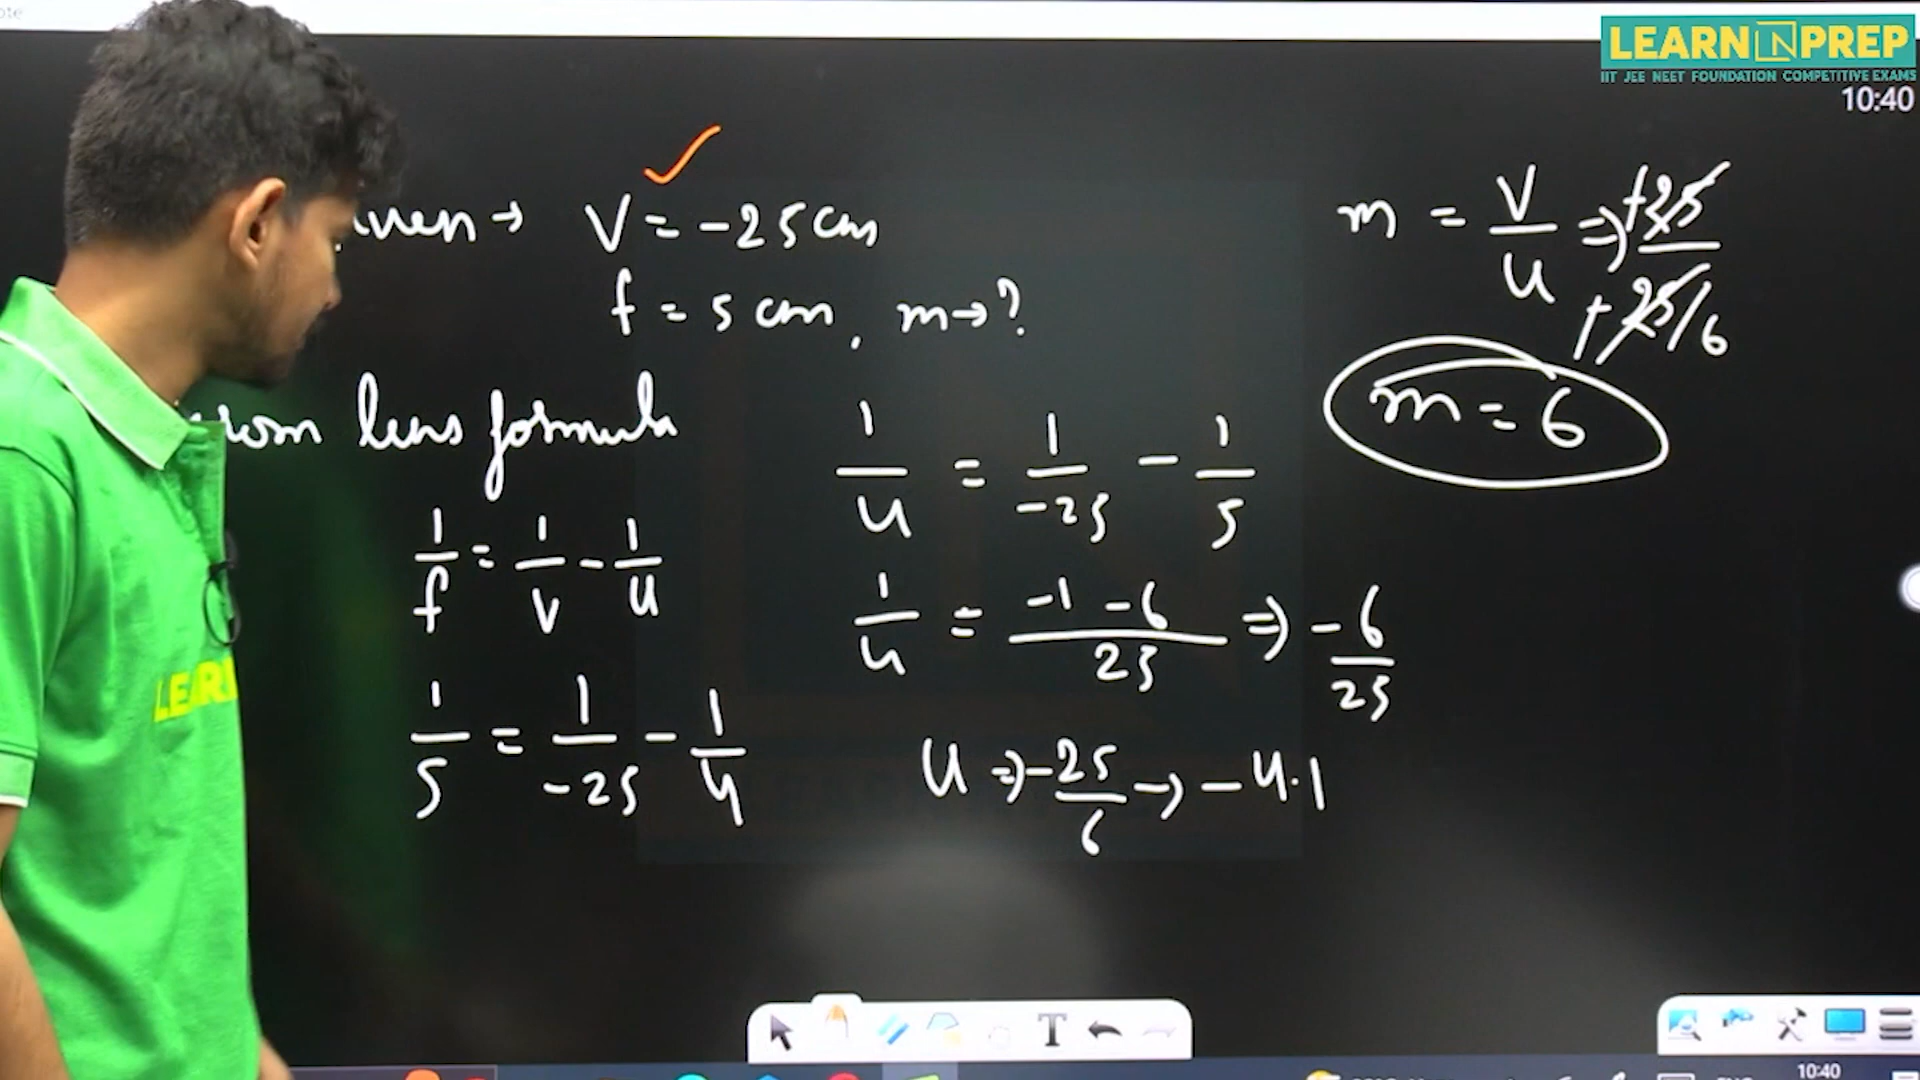 LEARN IN PREP
IIT JEE NEET FOUNDATION COMPETITIVE EXAMS
10:40
V = -25 cm
f = 5 cm, m → ?
lens formula
1/f = 1/v - 1/u
1/5 = 1/-25 - 1/u
1/u = 1/-25 - 1/5
1/u = -1 -6/25 ⇒ -6/25
u ⇒ -25/6 → -4.1
m = V/u ⇒ +25/+25/6
m = 6
LEARN
T
10:40